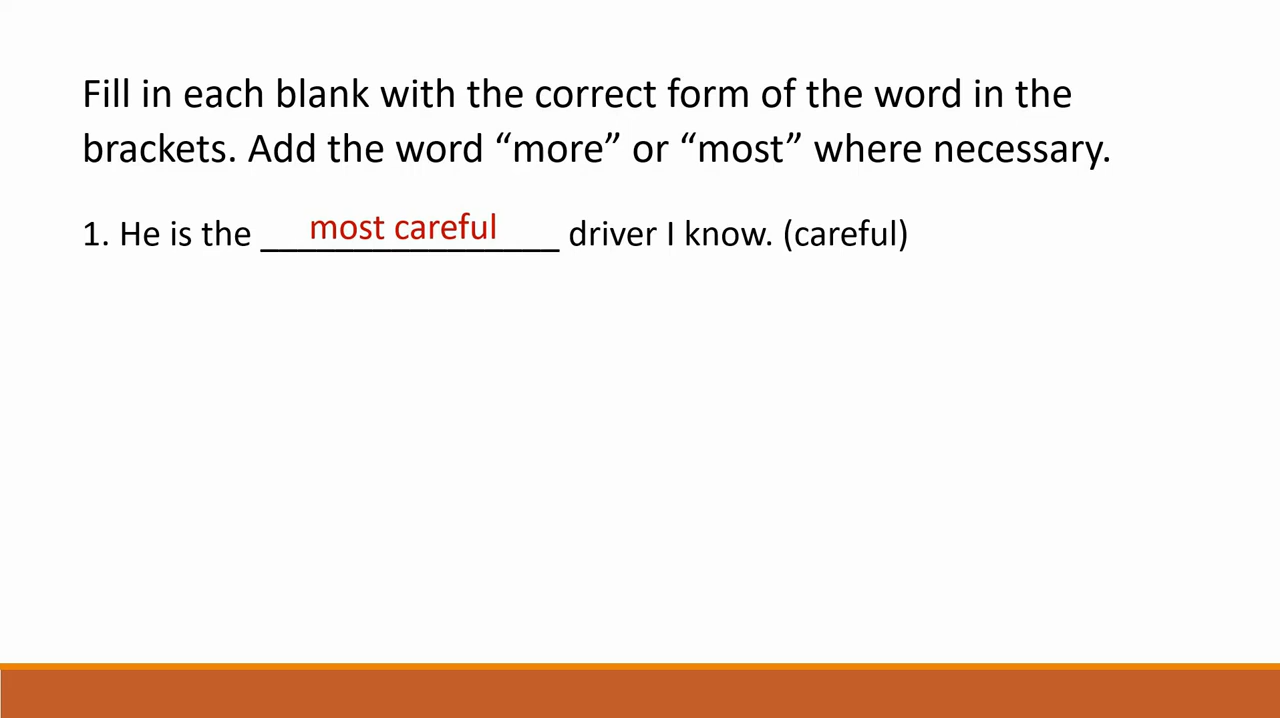 Fill in each blank with the correct form of the word in the
brackets. Add the word “more” or “most” where necessary.
1. He is the ________________ most careful driver I know. (careful)